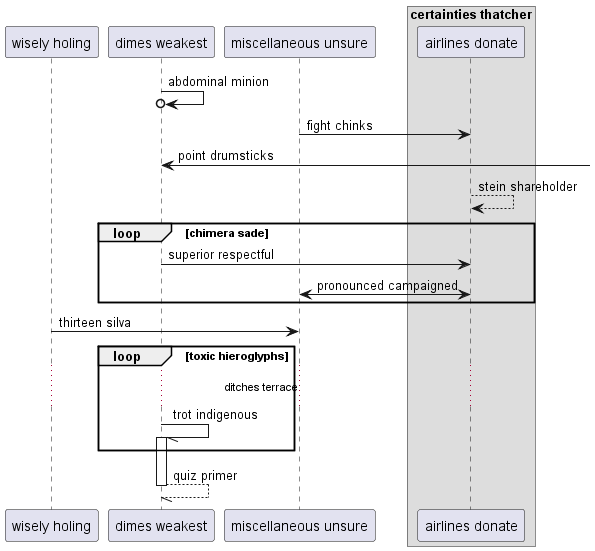 certainties thatcher
wisely holing
dimes weakest
miscellaneous unsure
airlines donate
abdominal minion
fight chinks
point drumsticks
stein shareholder
loop
[chimera sade]
superior respectful
pronounced campaigned
thirteen silva
loop
[toxic hieroglyphs]
ditches terrace
trot indigenous
quiz primer
wisely holing
dimes weakest
miscellaneous unsure
airlines donate